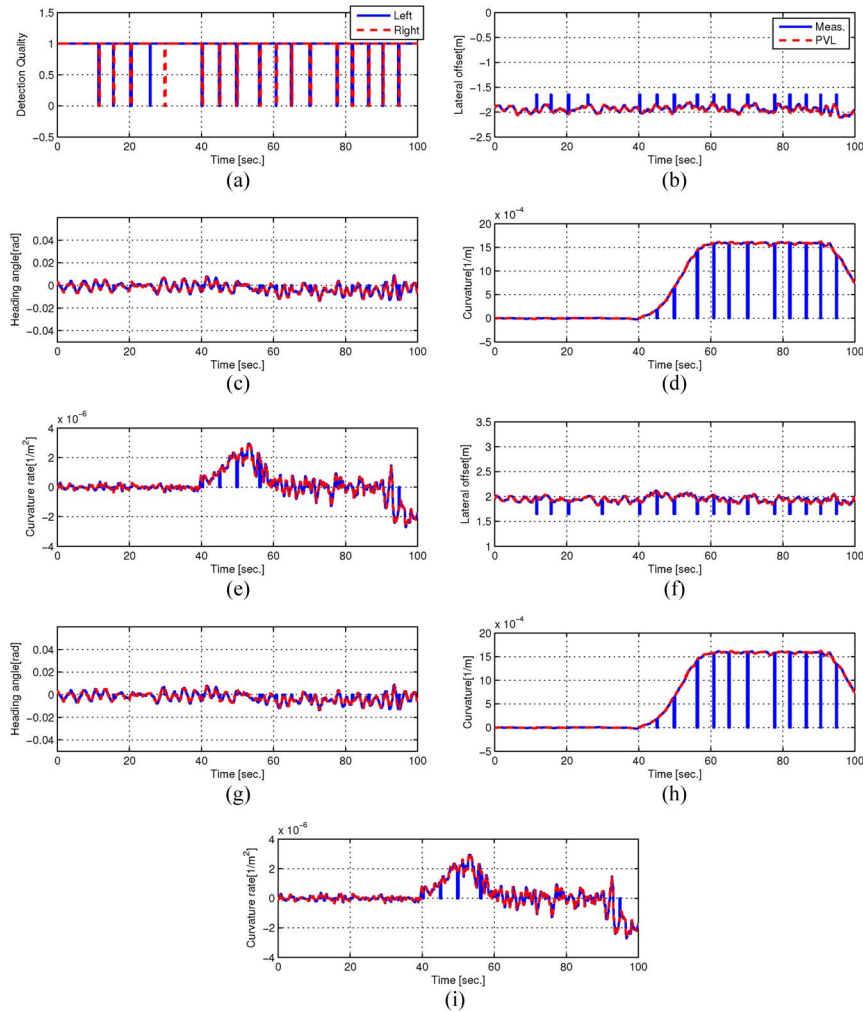 1.5
1
0.5
0
−0.5
Detection Quality
Left
Right
0 20 40 60 80 100
Time [sec.]
(a)
0
−0.5
−1
−1.5
−2
−2.5
Lateral offset[m]
Meas.
PVL
0 20 40 60 80 100
Time [sec.]
(b)
0.04
0.02
0
−0.02
−0.04
Heading angle[rad]
0 20 40 60 80 100
Time [sec.]
(c)
x 10⁻⁴
20
15
10
5
0
−5
Curvature[1/m]
0 20 40 60 80 100
Time [sec.]
(d)
x 10⁻⁶
4
2
0
−2
−4
Curvature rate[1/m²]
0 20 40 60 80 100
Time [sec.]
(e)
3.5
3
2.5
2
1.5
1
Lateral offset[m]
0 20 40 60 80 100
Time [sec.]
(f)
0.04
0.02
0
−0.02
−0.04
Heading angle[rad]
0 20 40 60 80 100
Time [sec.]
(g)
x 10⁻⁴
20
15
10
5
0
−5
Curvature[1/m]
0 20 40 60 80 100
Time [sec.]
(h)
x 10⁻⁶
4
2
0
−2
−4
Curvature rate[1/m²]
0 20 40 60 80 100
Time [sec.]
(i)